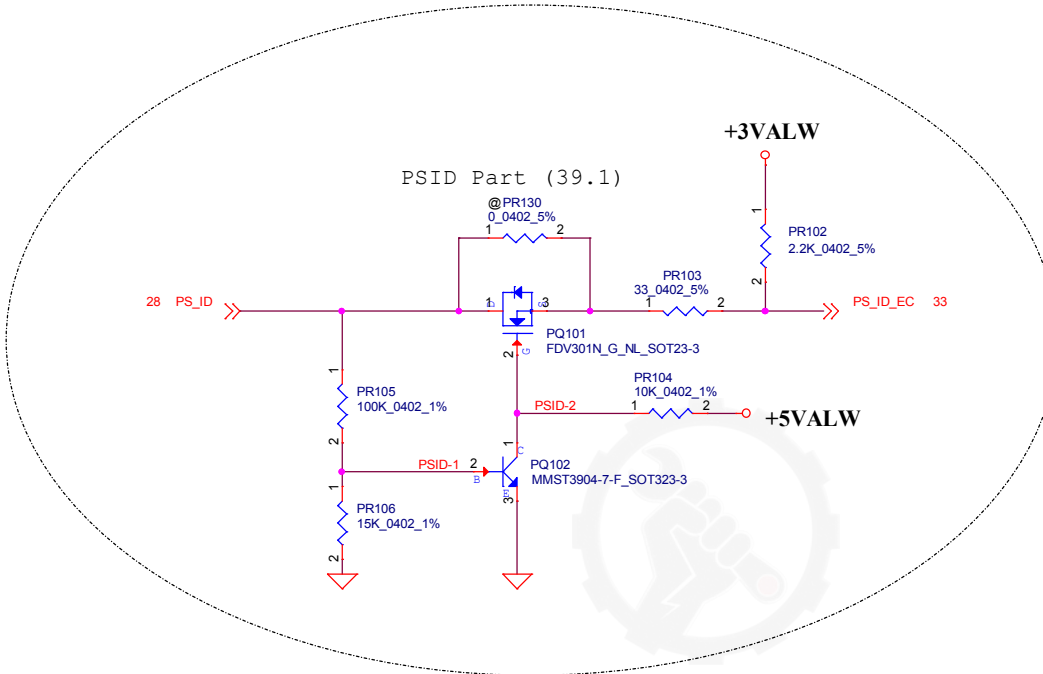 +3VALW
PSID Part (39.1)
@PR130
0_0402_5%
1 2
1
PR102
2.2K_0402_5%
2
PR103
33_0402_5%
28 PS_ID
1 D S 3
1 2
PS_ID_EC 33
PQ101
FDV301N_G_NL_SOT23-3
G
2
1
PR105
100K_0402_1%
2
PR104
10K_0402_1%
PSID-2
1 2
+5VALW
1
C
PSID-1
2
B
PQ102
MMST3904-7-F_SOT323-3
E
3
1
PR106
15K_0402_1%
2